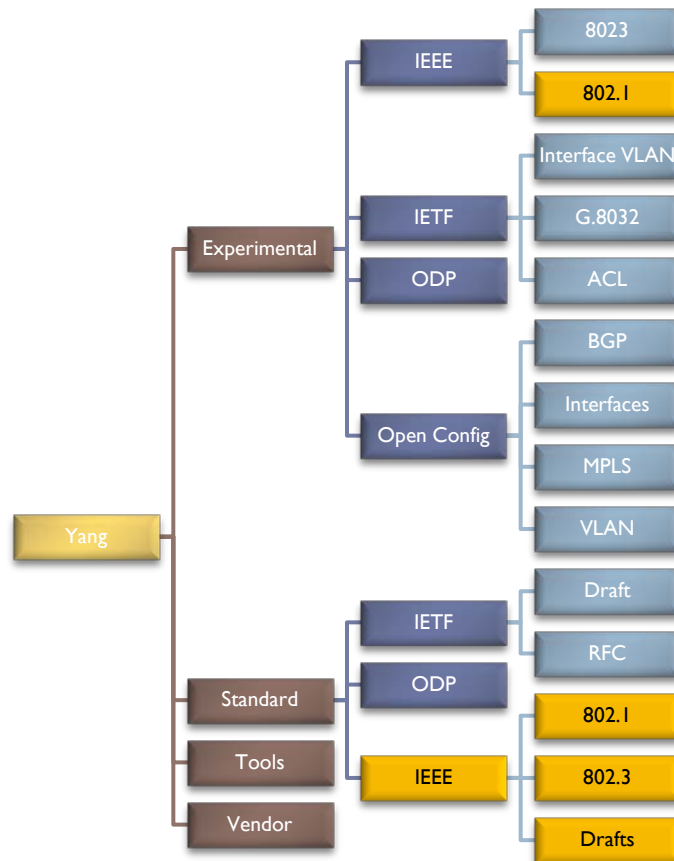 Yang
Experimental
IEEE
8023
802.1
IETF
Interface VLAN
G.8032
ACL
ODP
Open Config
BGP
Interfaces
MPLS
VLAN
Standard
IETF
Draft
RFC
ODP
IEEE
802.1
802.3
Drafts
Tools
Vendor